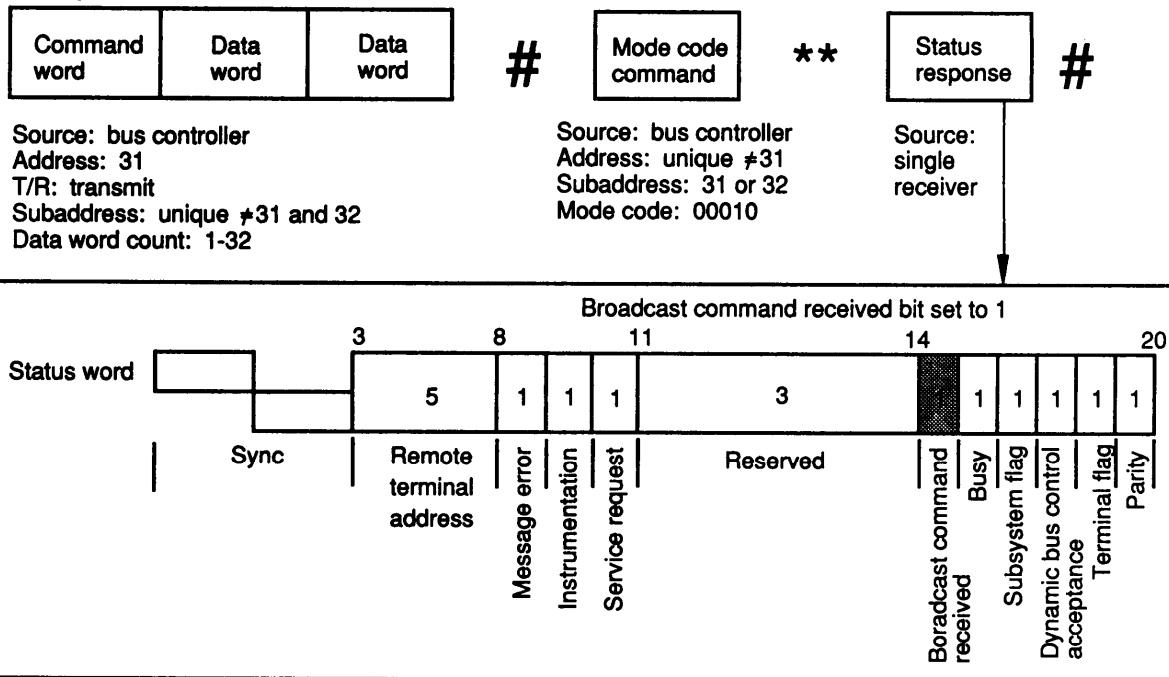 Command word
Data word
Data word
#
Mode code command
**
Status response
#
Source: bus controller
Address: 31
T/R: transmit
Subaddress: unique ≠31 and 32
Data word count: 1-32
Source: bus controller
Address: unique ≠31
Subaddress: 31 or 32
Mode code: 00010
Source:
single
receiver
Broadcast command received bit set to 1
3 8 11 14 20
Status word
5 1 1 1 3 1 1 1 1 1 1
Sync
Remote
terminal
address
Message error
Instrumentation
Service request
Reserved
Boradcast command
received
Busy
Subsystem flag
Dynamic bus control
acceptance
Terminal flag
Parity